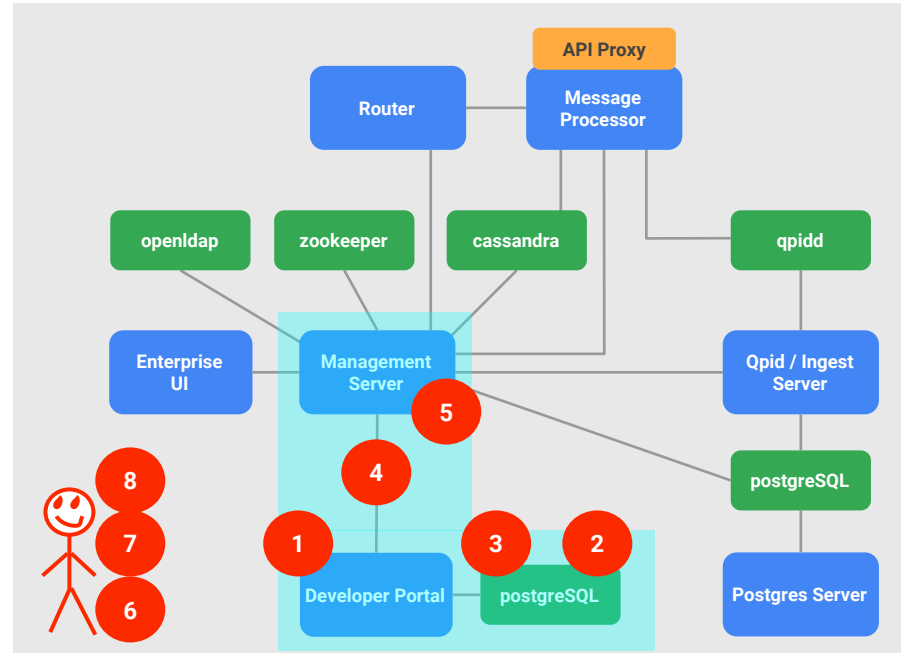 API Proxy
Router
Message
Processor
openldap
zookeeper
cassandra
qpidd
Enterprise
UI
Management
Server
Qpid / Ingest
Server
5
4
8
postgreSQL
7
1
3
2
6
Developer Portal
postgreSQL
Postgres Server